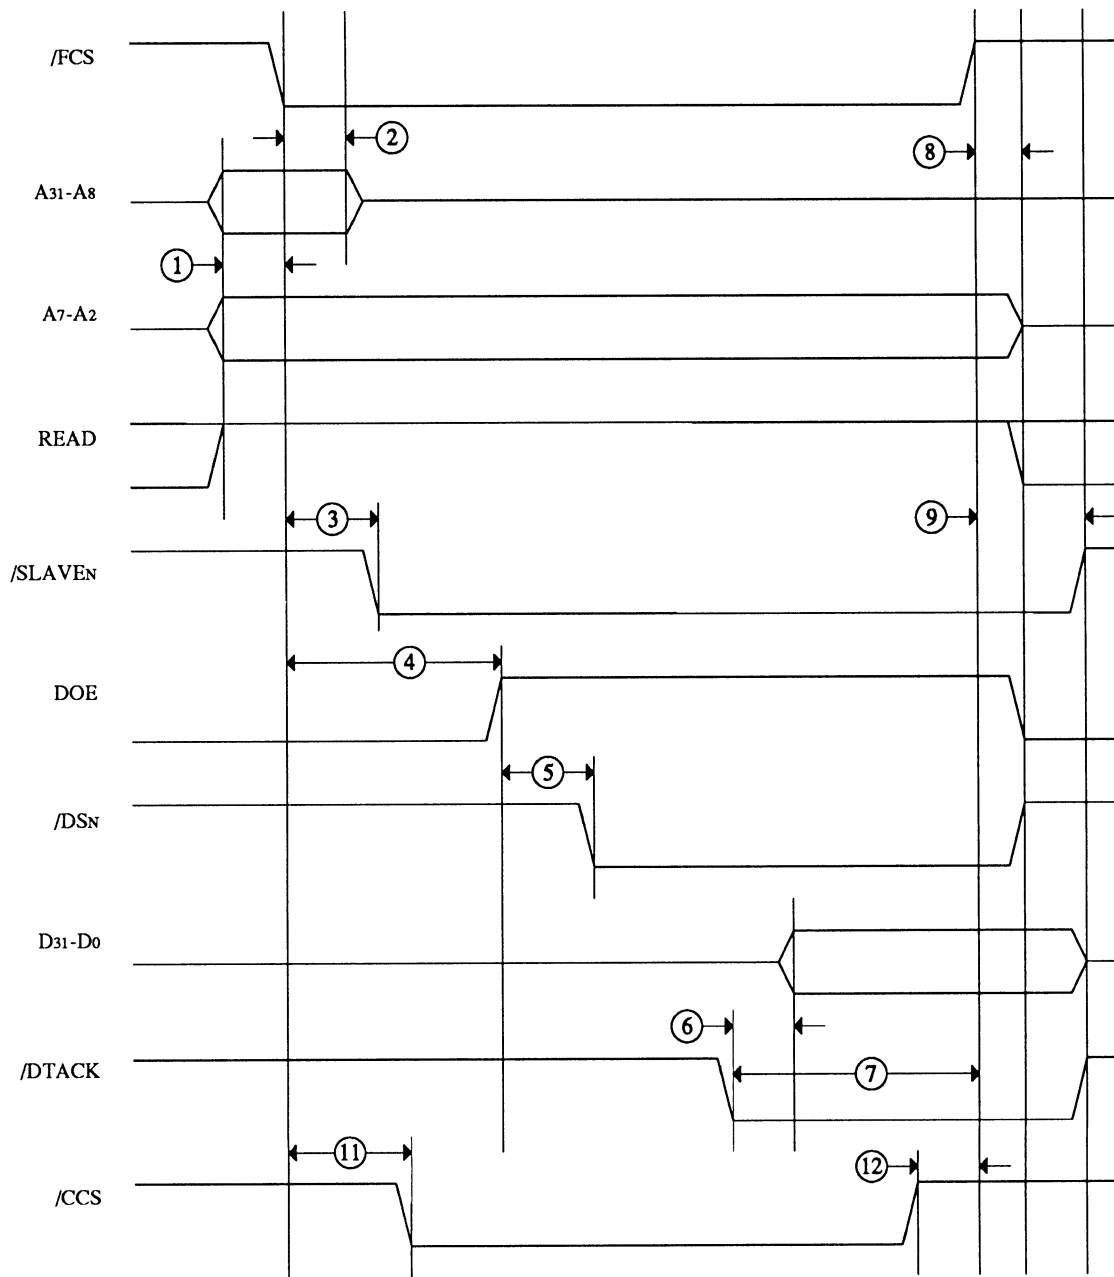 /FCS
2
8
A31-A8
1
A7-A2
READ
3
9
/SLAVEN
4
DOE
5
/DSN
D31-D0
6
/DTACK
7
11
12
/CCS